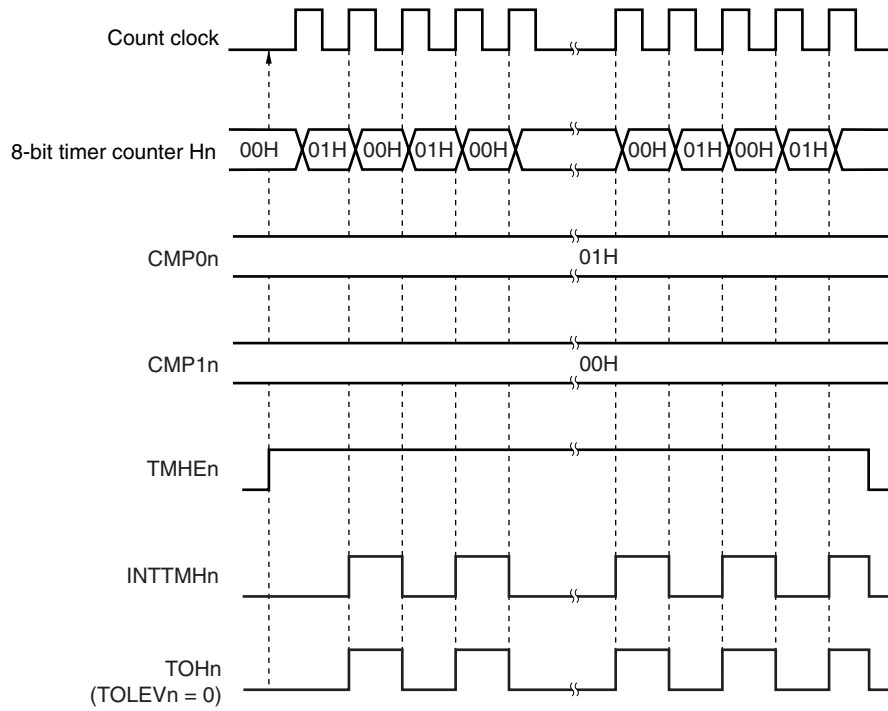 Count clock
8-bit timer counter Hn 00H 01H 00H 01H 00H 00H 01H 00H 01H
CMP0n 01H
CMP1n 00H
TMHEn
INTTMHn
TOHn
(TOLEVn = 0)